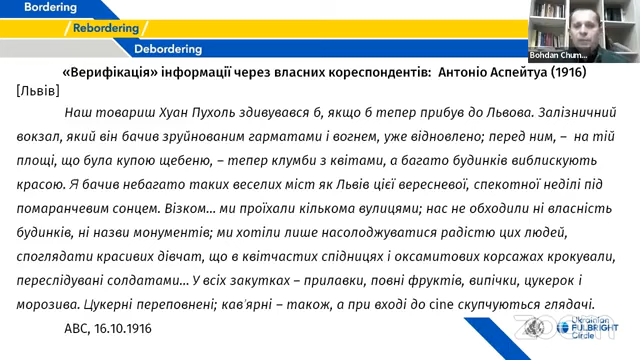 Bordering
Rebordering
Debordering
Bohdan Chum...
«Верифікація» інформації через власних кореспондентів: Антоніо Аспейтуа (1916)
[Львів]
Наш товариш Хуан Пухоль здивувався б, якщо б тепер прибув до Львова. Залізничний
вокзал, який він бачив зруйнованим гарматами і вогнем, уже відновлено; перед ним, – на тій
площі, що була купою щебеню, – тепер клумби з квітами, а багато будинків виблискують
красою. Я бачив небагато таких веселих міст як Львів цієї вересневої, спекотної неділі під
помаранчевим сонцем. Візком... ми проїхали кількома вулицями; нас не обходили ні власність
будинків, ні назви монументів; ми хотіли лише насолоджуватися радістю цих людей,
споглядати красивих дівчат, що в квітчастих спідницях і оксамитових корсажах крокували,
переслідувані солдатами... У всіх закутках – прилавки, повні фруктів, випічки, цукерок і
морозива. Цукерні переповнені; кав'ярні – також, а при вході до cine скупчуються глядачі.
ABC, 16.10.1916
zoom
Ukrainian
FULBRIGHT
Circle